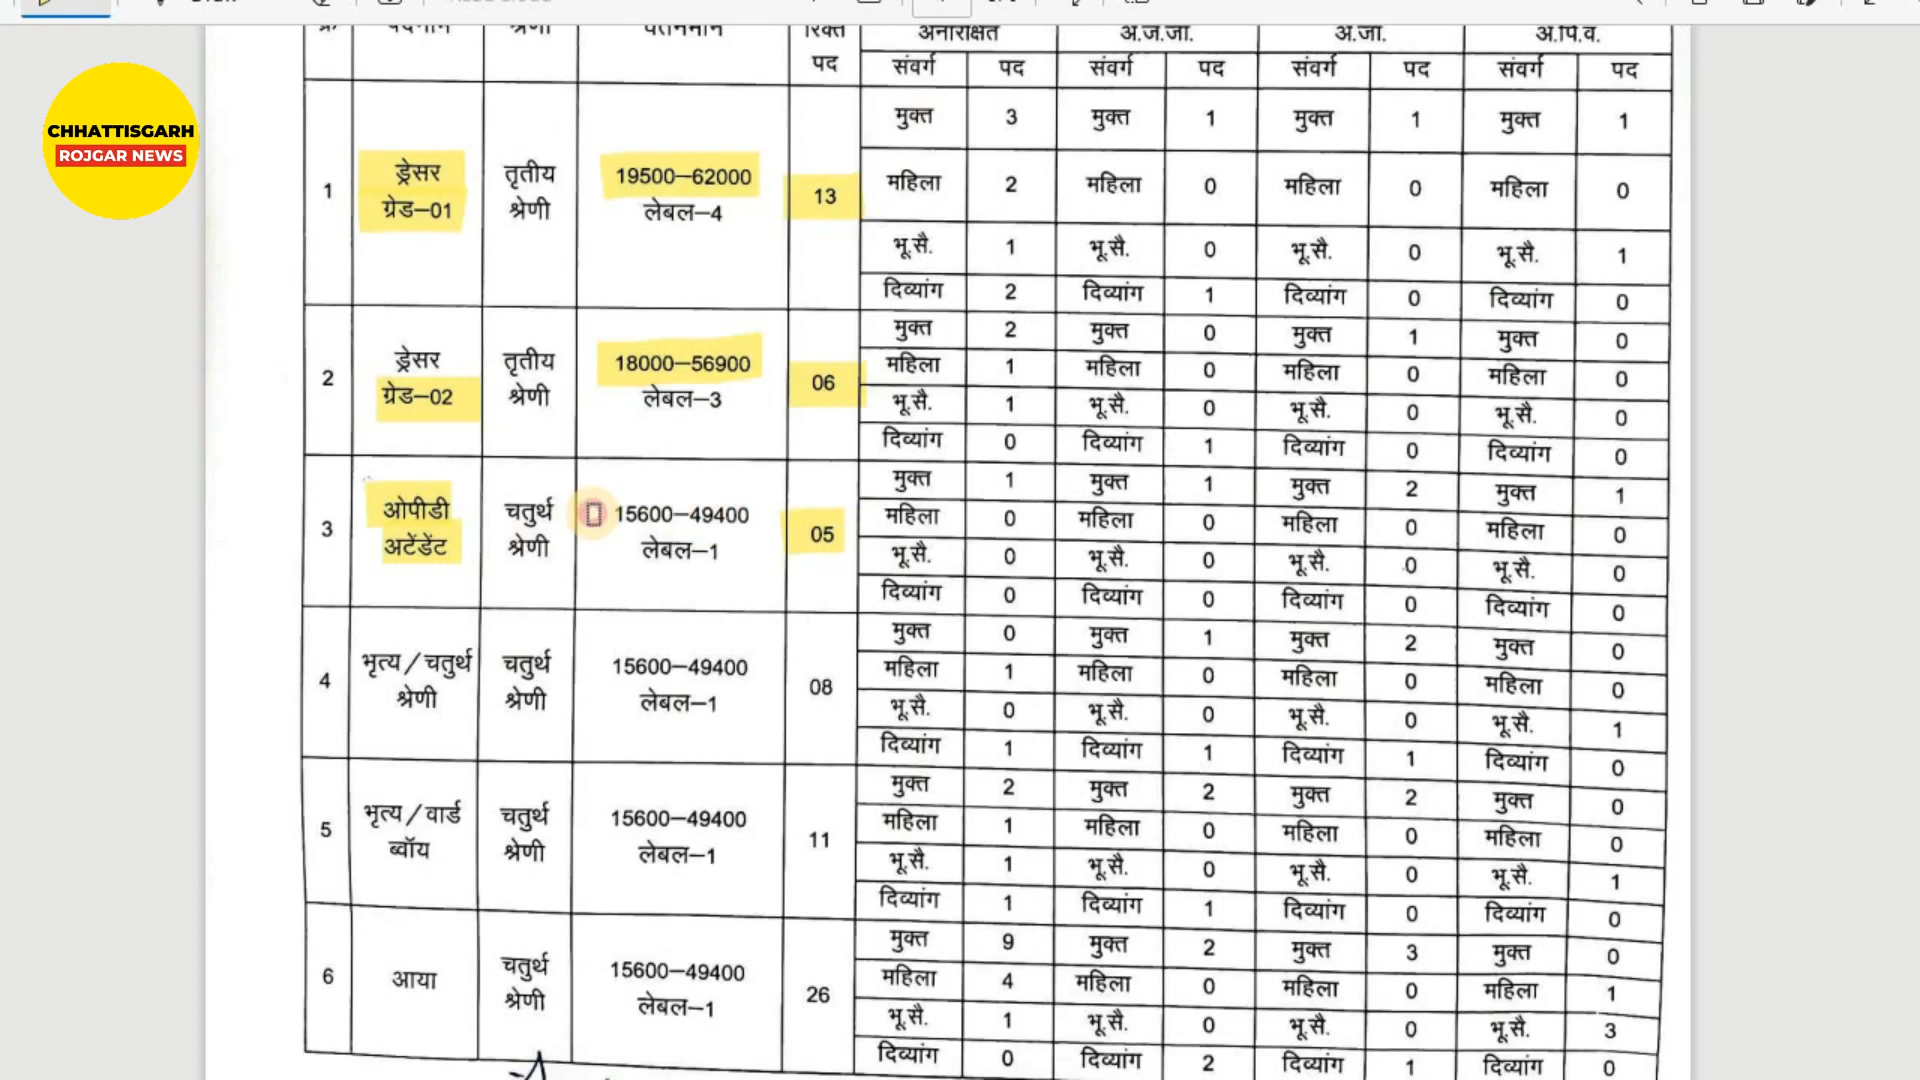 CHHATTISGARH
ROJGAR NEWS
रिक्त अनारक्षित अ.ज.जा. अ.जा. अ.पि.व.
पद संवर्ग पद संवर्ग पद संवर्ग पद संवर्ग पद
1 ड्रेसर ग्रेड–01 तृतीय श्रेणी 19500–62000 लेबल–4 13
मुक्त 3 मुक्त 1 मुक्त 1 मुक्त 1
महिला 2 महिला 0 महिला 0 महिला 0
भू.सै. 1 भू.सै. 0 भू.सै. 0 भू.सै. 1
दिव्यांग 2 दिव्यांग 1 दिव्यांग 0 दिव्यांग 0
2 ड्रेसर ग्रेड–02 तृतीय श्रेणी 18000–56900 लेबल–3 06
मुक्त 2 मुक्त 0 मुक्त 1 मुक्त 0
महिला 1 महिला 0 महिला 0 महिला 0
भू.सै. 1 भू.सै. 0 भू.सै. 0 भू.सै. 0
दिव्यांग 0 दिव्यांग 1 दिव्यांग 0 दिव्यांग 0
3 ओपीडी अटेंडेंट चतुर्थ श्रेणी 15600–49400 लेबल–1 05
मुक्त 1 मुक्त 1 मुक्त 2 मुक्त 1
महिला 0 महिला 0 महिला 0 महिला 0
भू.सै. 0 भू.सै. 0 भू.सै. 0 भू.सै. 0
दिव्यांग 0 दिव्यांग 0 दिव्यांग 0 दिव्यांग 0
4 भृत्य/चतुर्थ श्रेणी चतुर्थ श्रेणी 15600–49400 लेबल–1 08
मुक्त 0 मुक्त 1 मुक्त 2 मुक्त 0
महिला 1 महिला 0 महिला 0 महिला 0
भू.सै. 0 भू.सै. 0 भू.सै. 0 भू.सै. 1
दिव्यांग 1 दिव्यांग 1 दिव्यांग 1 दिव्यांग 0
5 भृत्य/वार्ड ब्वॉय चतुर्थ श्रेणी 15600–49400 लेबल–1 11
मुक्त 2 मुक्त 2 मुक्त 2 मुक्त 0
महिला 1 महिला 0 महिला 0 महिला 0
भू.सै. 1 भू.सै. 0 भू.सै. 0 भू.सै. 1
दिव्यांग 1 दिव्यांग 1 दिव्यांग 0 दिव्यांग 0
6 आया चतुर्थ श्रेणी 15600–49400 लेबल–1 26
मुक्त 9 मुक्त 2 मुक्त 3 मुक्त 0
महिला 4 महिला 0 महिला 0 महिला 1
भू.सै. 1 भू.सै. 0 भू.सै. 0 भू.सै. 3
दिव्यांग 0 दिव्यांग 2 दिव्यांग 1 दिव्यांग 0